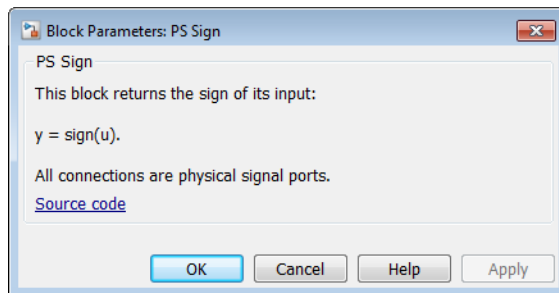 Block Parameters: PS Sign
PS Sign
This block returns the sign of its input:
y = sign(u).
All connections are physical signal ports.
Source code
OK Cancel Help Apply